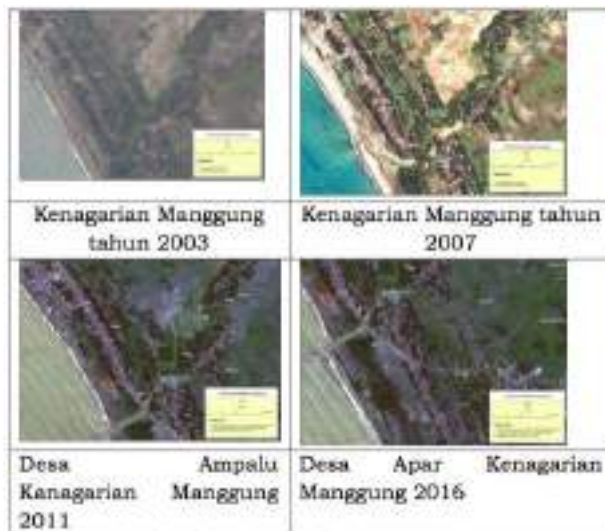 Kenagarian Manggung
tahun 2003
Kenagarian Manggung tahun
2007
Desa Ampalu
Kanagarian Manggung
2011
Desa Apar Kenagarian
Manggung 2016